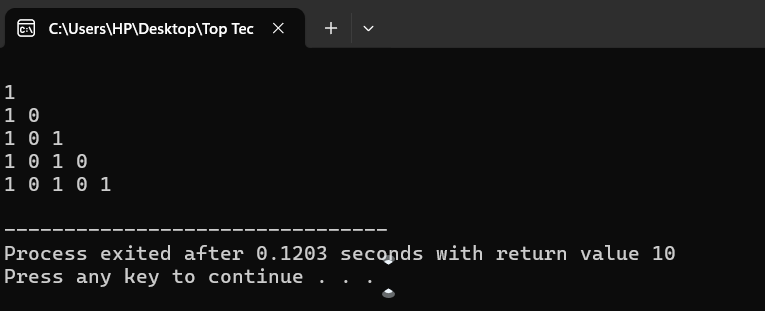 C:\Users\HP\Desktop\Top Tec
1
1 0
1 0 1
1 0 1 0
1 0 1 0 1
--------------------------------
Process exited after 0.1203 seconds with return value 10
Press any key to continue . . .